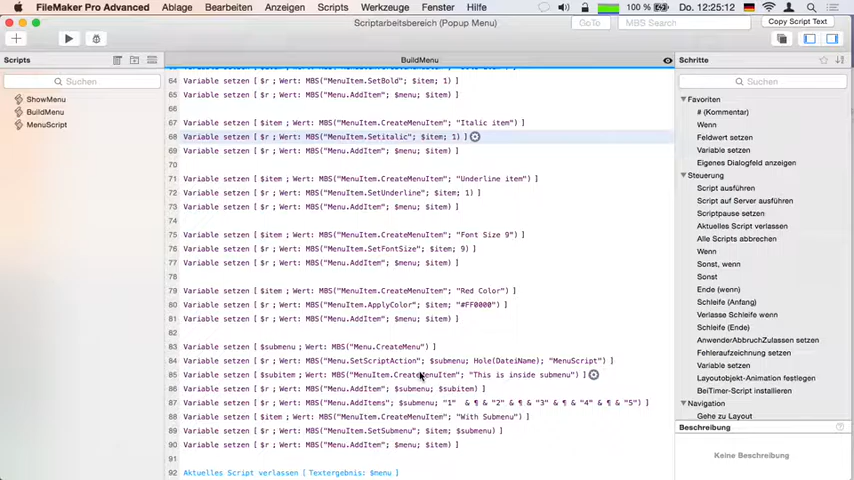 FileMaker Pro Advanced Ablage Bearbeiten Anzeigen Scripts Werkzeuge Fenster Hilfe 100 % Do. 12:25:12
Scriptarbeitsbereich (Popup Menu)
GoTo MBS Search Copy Script Text
Scripts BuildMenu Schritte
Suchen
ShowMenu
BuildMenu
MenuScript
64 Variable setzen [ $r ; Wert: MBS("MenuItem.SetBold"; $item; 1) ]
65 Variable setzen [ $r ; Wert: MBS("Menu.AddItem"; $menu; $item) ]
66
67 Variable setzen [ $item ; Wert: MBS("MenuItem.CreateMenuItem"; "Italic item") ]
68 Variable setzen [ $r ; Wert: MBS("MenuItem.Setitalic"; $item; 1) ]
69 Variable setzen [ $r ; Wert: MBS("Menu.AddItem"; $menu; $item) ]
70
71 Variable setzen [ $item ; Wert: MBS("MenuItem.CreateMenuItem"; "Underline item") ]
72 Variable setzen [ $r ; Wert: MBS("MenuItem.SetUnderline"; $item; 1) ]
73 Variable setzen [ $r ; Wert: MBS("Menu.AddItem"; $menu; $item) ]
74
75 Variable setzen [ $item ; Wert: MBS("MenuItem.CreateMenuItem"; "Font Size 9") ]
76 Variable setzen [ $r ; Wert: MBS("MenuItem.SetFontSize"; $item; 9) ]
77 Variable setzen [ $r ; Wert: MBS("Menu.AddItem"; $menu; $item) ]
78
79 Variable setzen [ $item ; Wert: MBS("MenuItem.CreateMenuItem"; "Red Color") ]
80 Variable setzen [ $r ; Wert: MBS("MenuItem.ApplyColor"; $item; "#FF0000") ]
81 Variable setzen [ $r ; Wert: MBS("Menu.AddItem"; $menu; $item) ]
82
83 Variable setzen [ $submenu ; Wert: MBS("Menu.CreateMenu") ]
84 Variable setzen [ $r ; Wert: MBS("Menu.SetScriptAction"; $submenu; Hole(DateiName); "MenuScript") ]
85 Variable setzen [ $subitem ; Wert: MBS("MenuItem.CreateMenuItem"; "This is inside submenu") ]
86 Variable setzen [ $r ; Wert: MBS("Menu.AddItem"; $submenu; $subitem) ]
87 Variable setzen [ $r ; Wert: MBS("Menu.AddItems"; $submenu; "1" & ¶ & "2" & ¶ & "3" & ¶ & "4" & ¶ & "5") ]
88 Variable setzen [ $item ; Wert: MBS("MenuItem.CreateMenuItem"; "With Submenu") ]
89 Variable setzen [ $r ; Wert: MBS("MenuItem.SetSubmenu"; $item; $submenu) ]
90 Variable setzen [ $r ; Wert: MBS("Menu.AddItem"; $menu; $item) ]
91
92 Aktuelles Script verlassen [ Textergebnis: $menu ]
Suchen
Favoriten
# (Kommentar)
Wenn
Feldwert setzen
Variable setzen
Eigenes Dialogfeld anzeigen
Steuerung
Script ausführen
Script auf Server ausführen
Scriptpause setzen
Aktuelles Script verlassen
Alle Scripts abbrechen
Wenn
Sonst, wenn
Sonst
Ende (wenn)
Schleife (Anfang)
Verlasse Schleife wenn
Schleife (Ende)
AnwenderAbbruchZulassen setzen
Fehleraufzeichnung setzen
Variable setzen
Layoutobjekt-Animation festlegen
BeiTimer-Script installieren
Navigation
Gehe zu Layout
Beschreibung
Keine Beschreibung